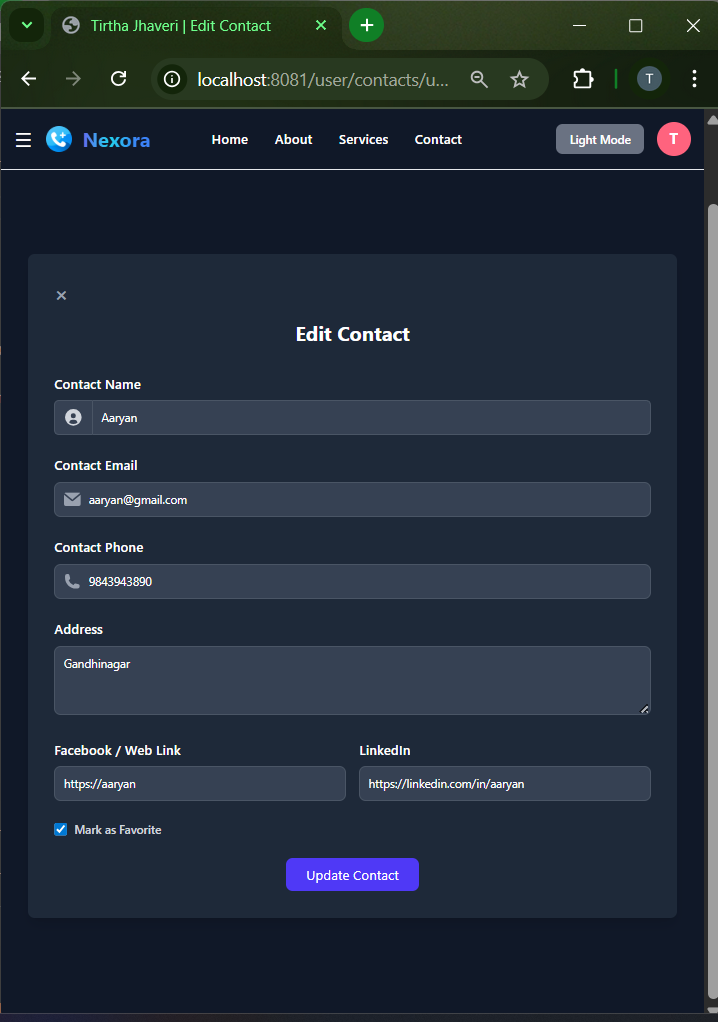 Tirtha Jhaveri | Edit Contact
localhost:8081/user/contacts/u...
T
Nexora
Home About Services Contact
Light Mode
T
Edit Contact
Contact Name
Aaryan
Contact Email
aaryan@gmail.com
Contact Phone
9843943890
Address
Gandhinagar
Facebook / Web Link LinkedIn
https://aaryan https://linkedin.com/in/aaryan
Mark as Favorite
Update Contact